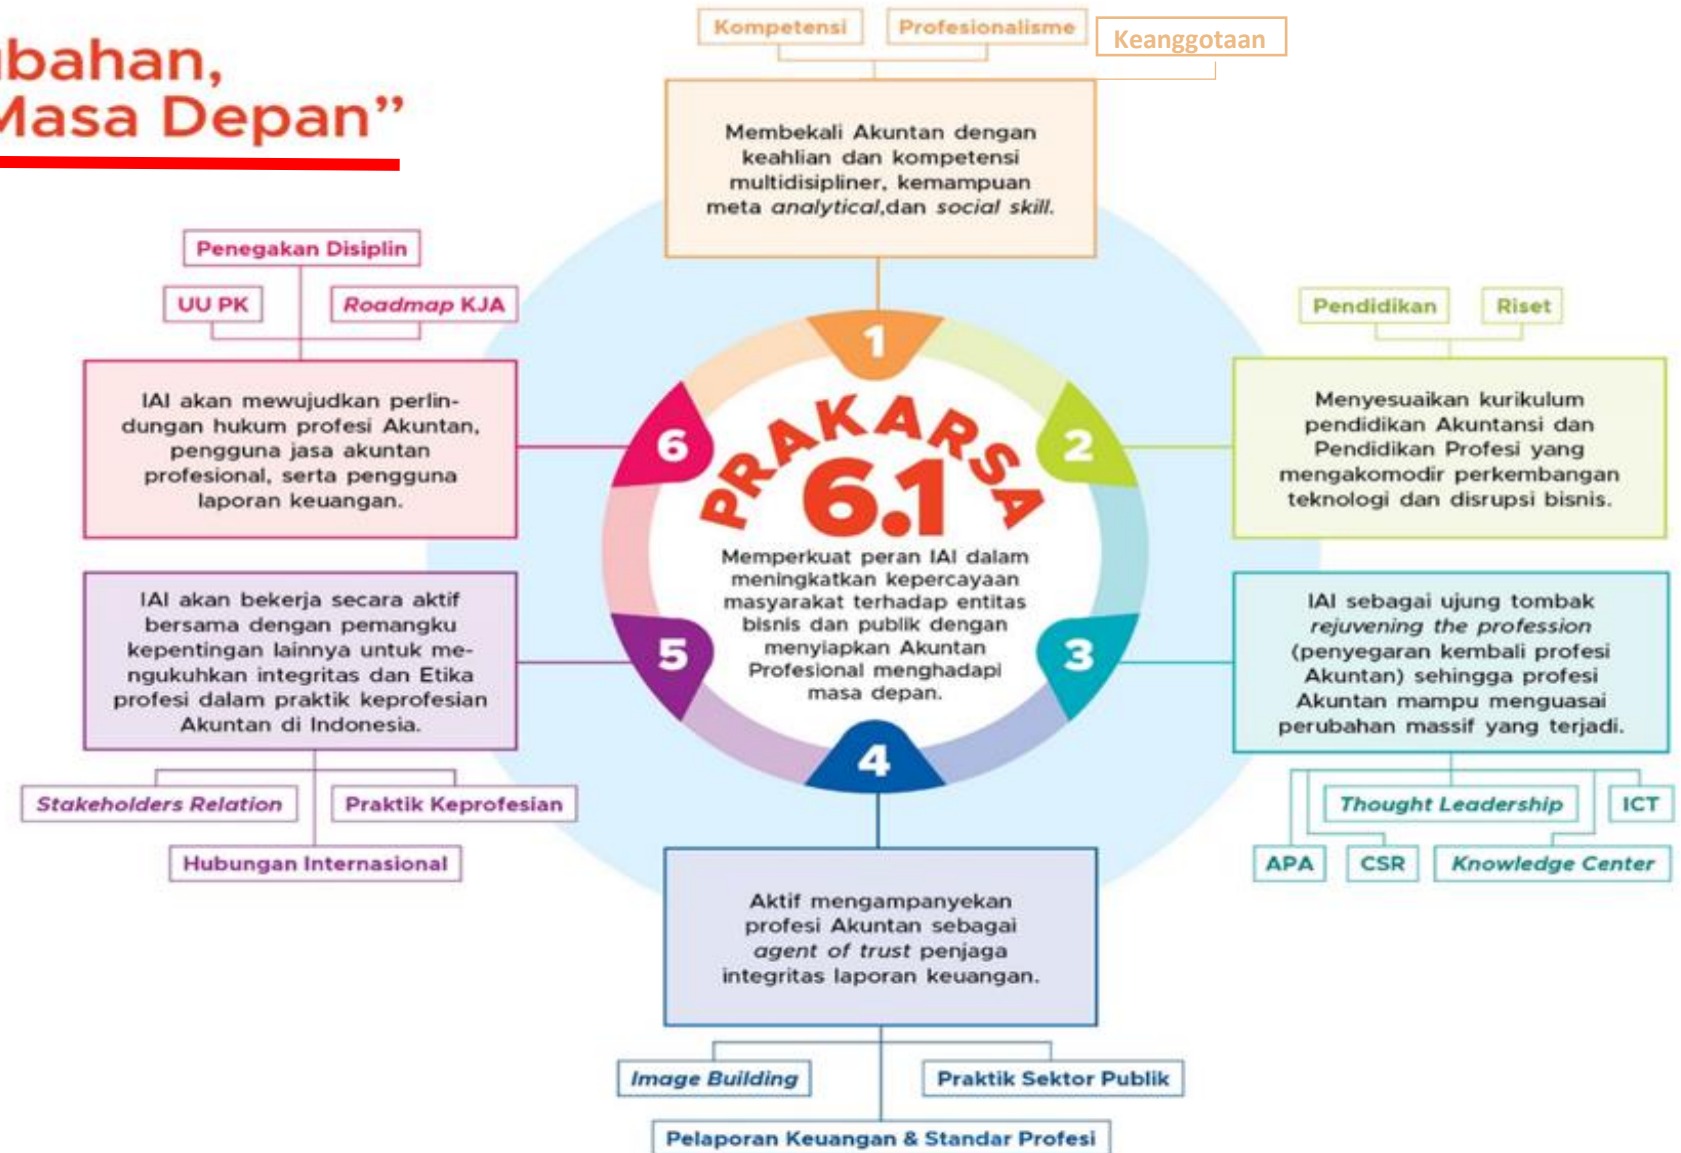 bahan,
Masa Depan”
Kompetensi
Profesionalisme
Keanggotaan
Membekali Akuntan dengan
keahlian dan kompetensi
multidisipliner, kemampuan
meta analytical,dan social skill.
Penegakan Disiplin
UU PK
Roadmap KJA
IAI akan mewujudkan perlin-
dungan hukum profesi Akuntan,
pengguna jasa akuntan
profesional, serta pengguna
laporan keuangan.
Pendidikan
Riset
Menyesuaikan kurikulum
pendidikan Akuntansi dan
Pendidikan Profesi yang
mengakomodir perkembangan
teknologi dan disrupsi bisnis.
1
2
3
4
5
6
PRAKARSA
6.1
Memperkuat peran IAI dalam
meningkatkan kepercayaan
masyarakat terhadap entitas
bisnis dan publik dengan
menyiapkan Akuntan
Profesional menghadapi
masa depan.
IAI akan bekerja secara aktif
bersama dengan pemangku
kepentingan lainnya untuk me-
ngukuhkan integritas dan Etika
profesi dalam praktik keprofesian
Akuntan di Indonesia.
Stakeholders Relation
Praktik Keprofesian
Hubungan Internasional
IAI sebagai ujung tombak
rejuvening the profession
(penyegaran kembali profesi
Akuntan) sehingga profesi
Akuntan mampu menguasai
perubahan massif yang terjadi.
Thought Leadership
ICT
APA
CSR
Knowledge Center
Aktif mengampanyekan
profesi Akuntan sebagai
agent of trust penjaga
integritas laporan keuangan.
Image Building
Praktik Sektor Publik
Pelaporan Keuangan & Standar Profesi